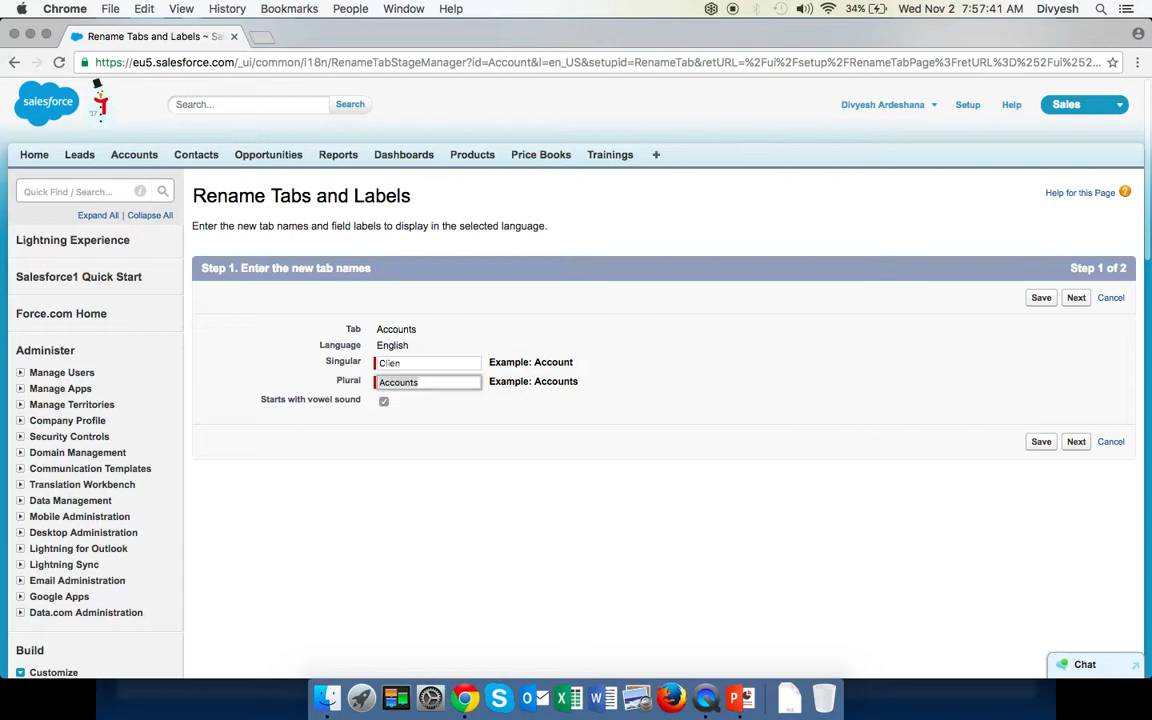 Chrome File Edit View History Bookmarks People Window Help 34% Wed Nov 2 7:57:41 AM Divyesh
Rename Tabs and Labels ~ Sal
https://eu5.salesforce.com/_ui/common/i18n/RenameTabStageManager?id=Account&l=en_US&setupid=RenameTab&retURL=%2Fui%2Fsetup%2FRenameTabPage%3FretURL%3D%252Fui%252...
salesforce '17 Search... Search Divyesh Ardeshana Setup Help Sales
Home Leads Accounts Contacts Opportunities Reports Dashboards Products Price Books Trainings +
Quick Find / Search...
Expand All | Collapse All
Lightning Experience
Salesforce1 Quick Start
Force.com Home
Administer
Manage Users
Manage Apps
Manage Territories
Company Profile
Security Controls
Domain Management
Communication Templates
Translation Workbench
Data Management
Mobile Administration
Desktop Administration
Lightning for Outlook
Lightning Sync
Email Administration
Google Apps
Data.com Administration
Build
Customize
Rename Tabs and Labels
Help for this Page
Enter the new tab names and field labels to display in the selected language.
Step 1. Enter the new tab names Step 1 of 2
Save Next Cancel
Tab Accounts
Language English
Singular Clien Example: Account
Plural Accounts Example: Accounts
Starts with vowel sound
Save Next Cancel
Chat